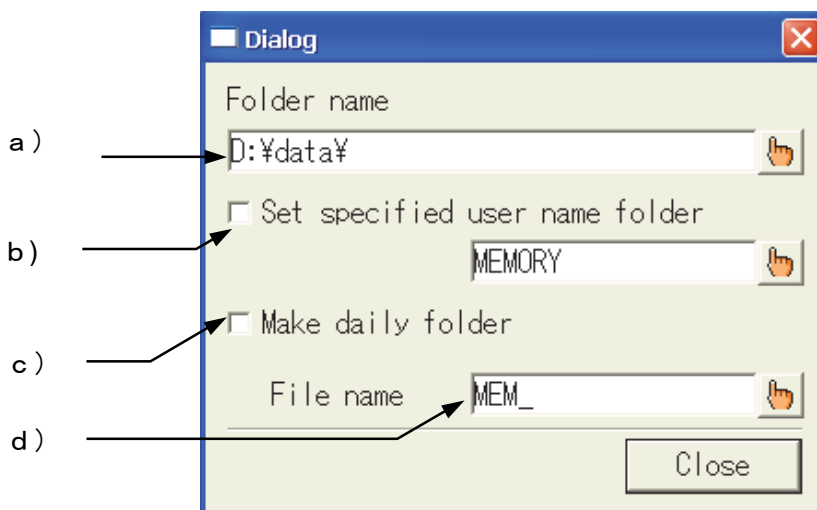 Dialog
Folder name
a）
D:¥data¥
Set specified user name folder
b)
MEMORY
Make daily folder
c）
File name MEM_
d）
Close